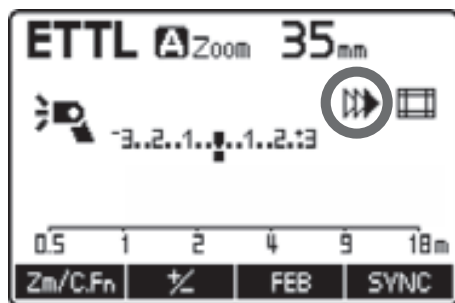 ETTL A Zoom 35mm
-3..2..1..0..1..2.:+3
0.5 1 2 4 9 18m
Zm/C.Fn +/- FEB SYNC